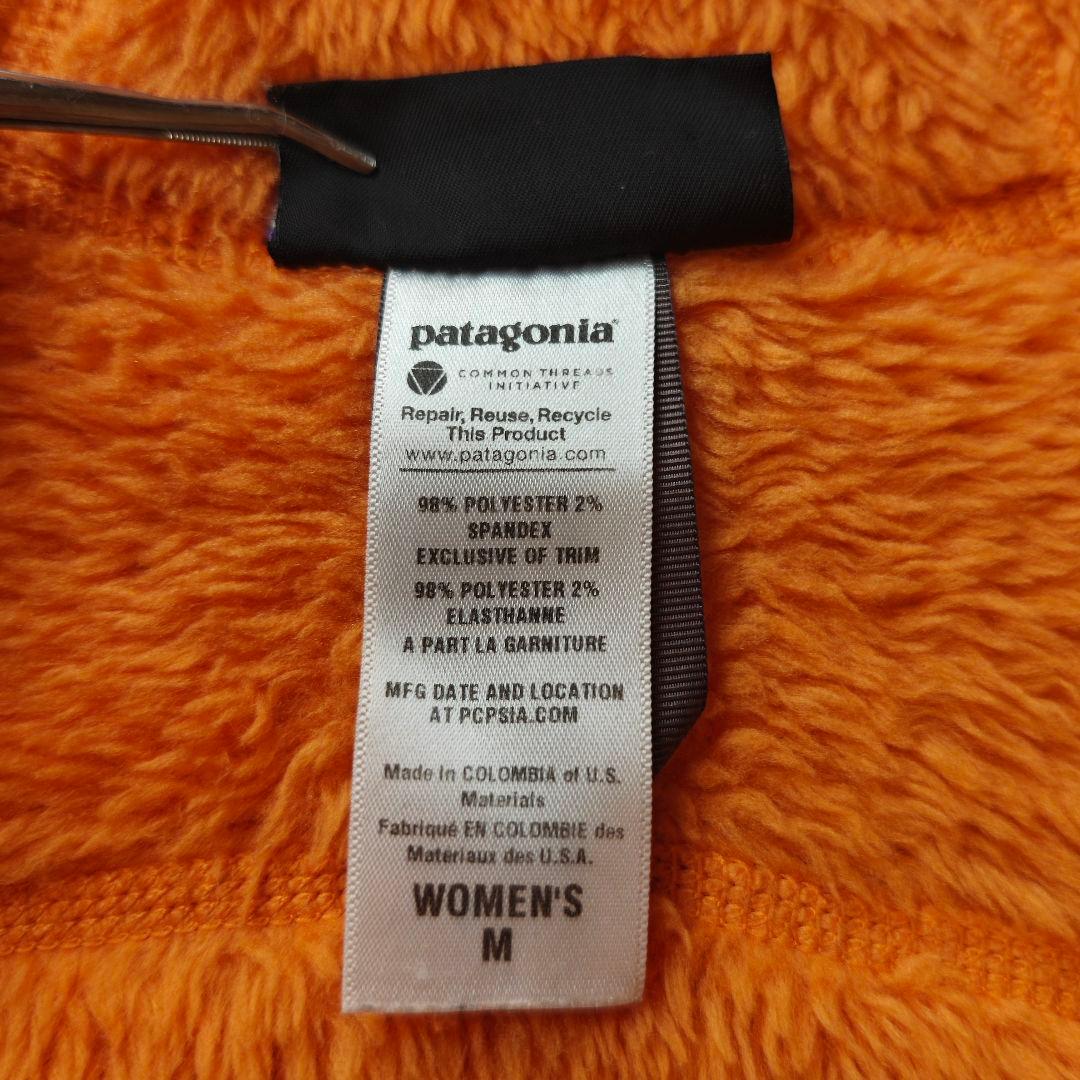 patagonia®
COMMON THREADS
INITIATIVE
Repair, Reuse, Recycle
This Product
www.patagonia.com
98% POLYESTER 2%
SPANDEX
EXCLUSIVE OF TRIM
98% POLYESTER 2%
ELASTHANNE
A PART LA GARNITURE
MFG DATE AND LOCATION
AT PCPSIA.COM
Made in COLOMBIA of U.S.
Materials
Fabriqué EN COLOMBIE des
Materiaux des U.S.A.
WOMEN'S
M